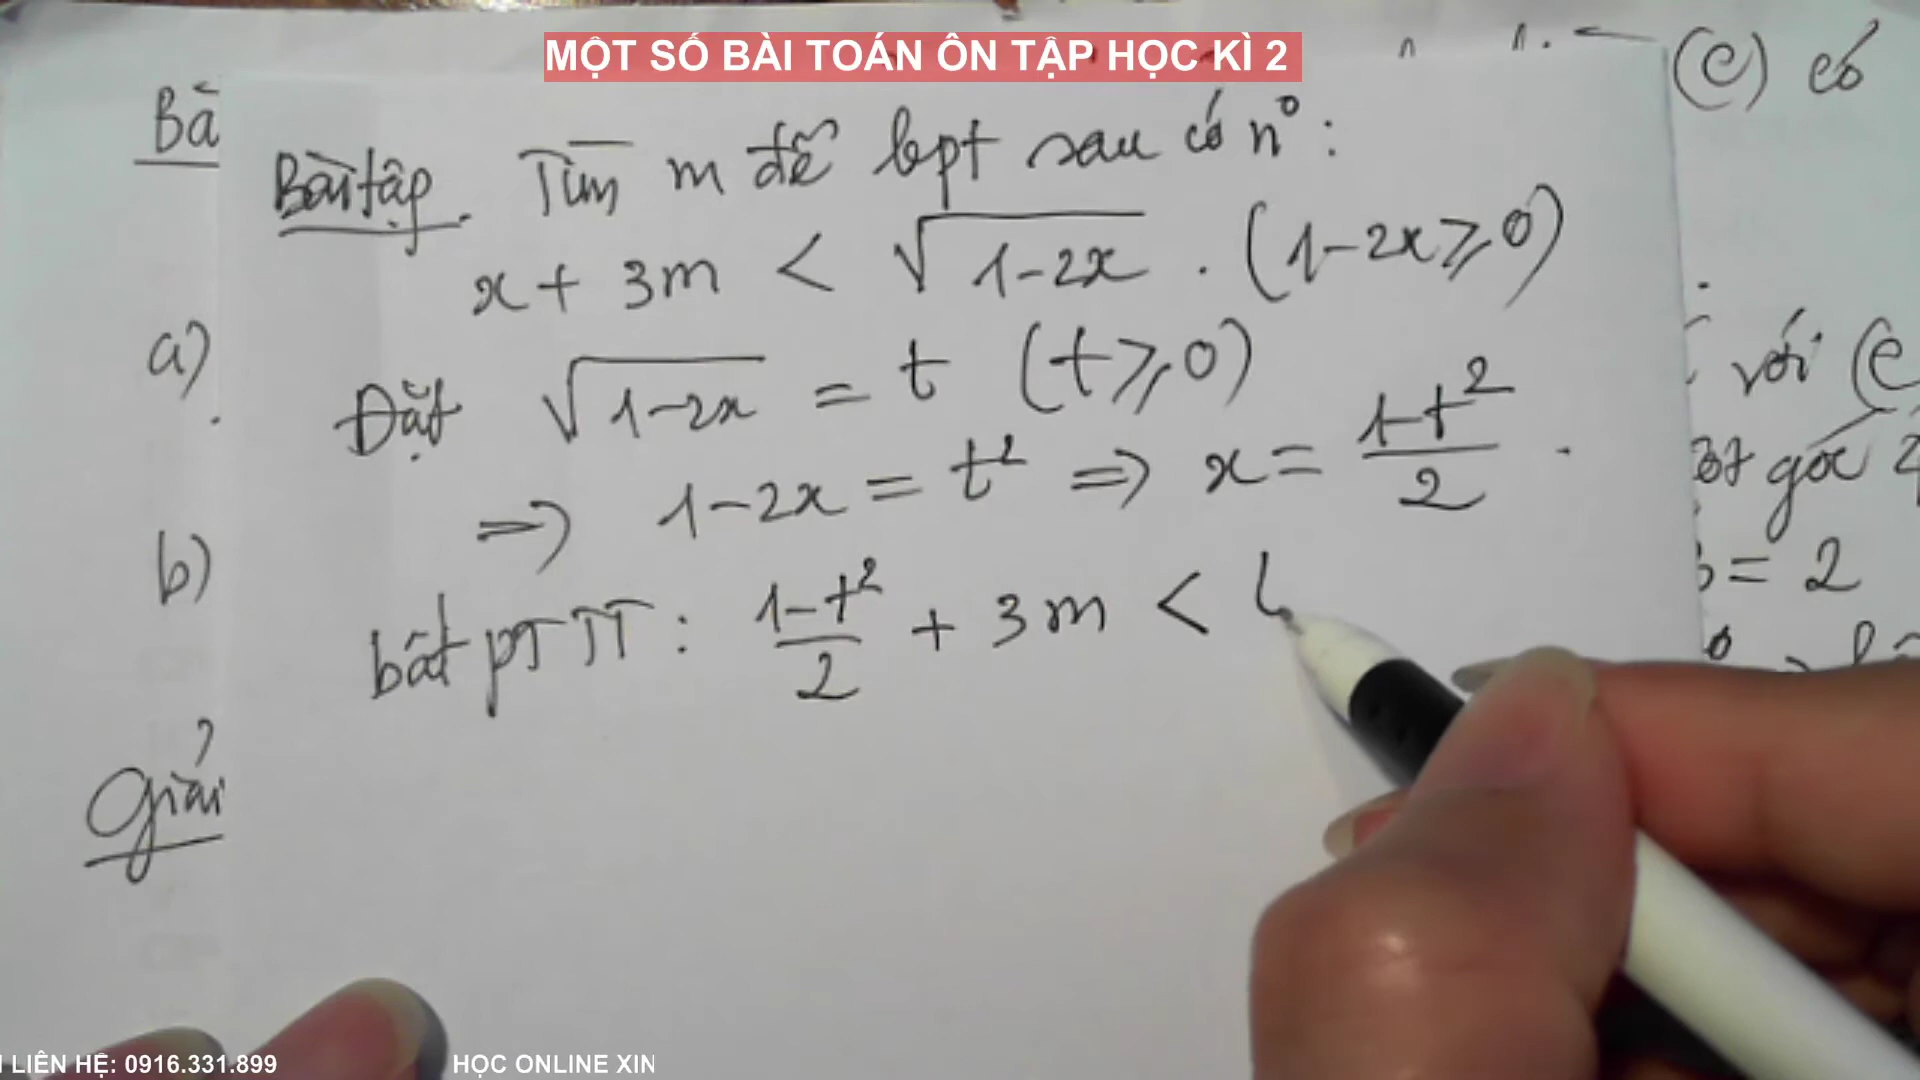 MỘT SỐ BÀI TOÁN ÔN TẬP HỌC KÌ 2
Bà
(C) có
Bài tập. Tìm m để bpt sau có n⁰:
x + 3m < √(1-2x) . (1-2x ⩾ 0)
a)
Đặt √(1-2x) = t (t ⩾ 0)
với (C
⇒ 1-2x = t² ⇒ x = (1-t²)/2 .
góc
b)
= 2
bất PT TT: (1-t²)/2 + 3m <
Giải
LIÊN HỆ: 0916.331.899
HỌC ONLINE XIN